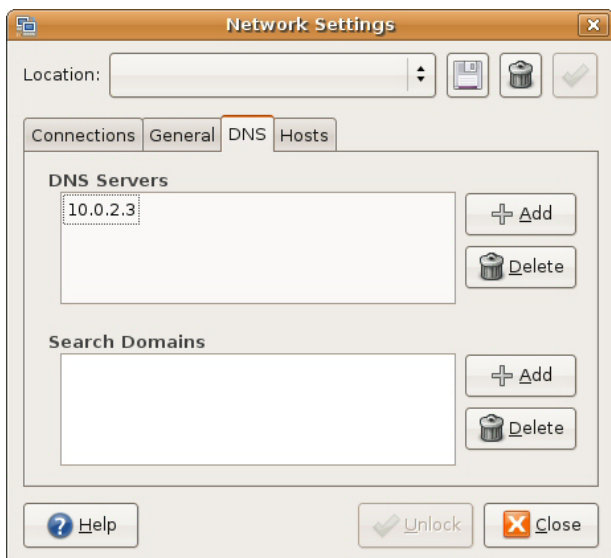 Network Settings
Location:
Connections General DNS Hosts
DNS Servers
10.0.2.3
Add
Delete
Search Domains
Add
Delete
Help Unlock Close